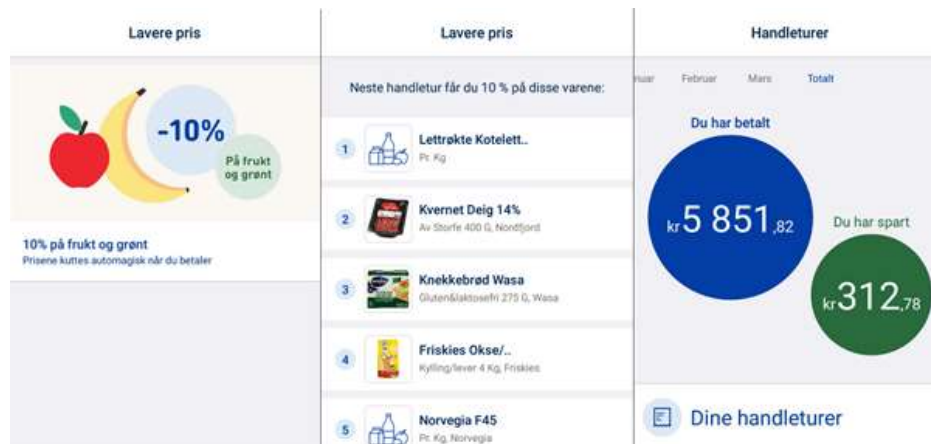 Lavere pris
-10%
På frukt
og grønt
10% på frukt og grønt
Prisene kuttes automagisk når du betaler
Lavere pris
Neste handletur får du 10 % på disse varene:
1
Lettrøkte Kotelett..
Pr. Kg
2
Kvernet Deig 14%
Av Storfe 400 G, Nordfjord
3
Knekkebrød Wasa
Gluten&laktosefri 275 G, Wasa
4
Friskies Okse/..
Kylling/lever 4 Kg, Friskies
5
Norvegia F45
Pr. Kg, Norvegia
Handleturer
nuar Februar Mars Totalt
Du har betalt
kr 5 851,82
Du har spart
kr 312,78
Dine handleturer